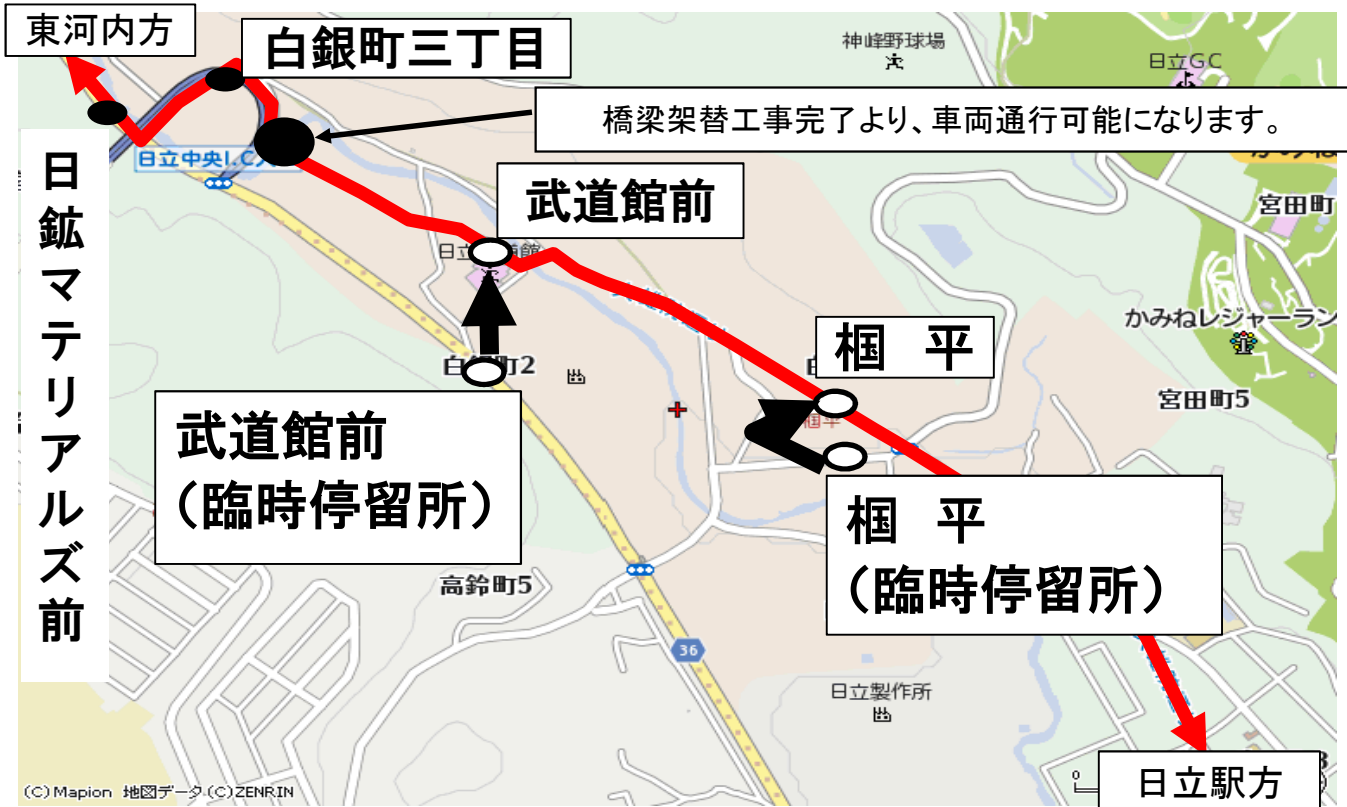 東河内方
白銀町三丁目
神峰野球場
日立GC
橋梁架替工事完了より、車両通行可能になります。
日鉱マテリアルズ前
日立中央I.C
武道館前
宮田町
かみねレジャーラン
椢 平
白銀町2
宮田町5
椢平
武道館前
（臨時停留所）
椢 平
（臨時停留所）
高鈴町5
36
日立製作所
日立駅方
0
(C)Mapion 地図データ(C)ZENRIN